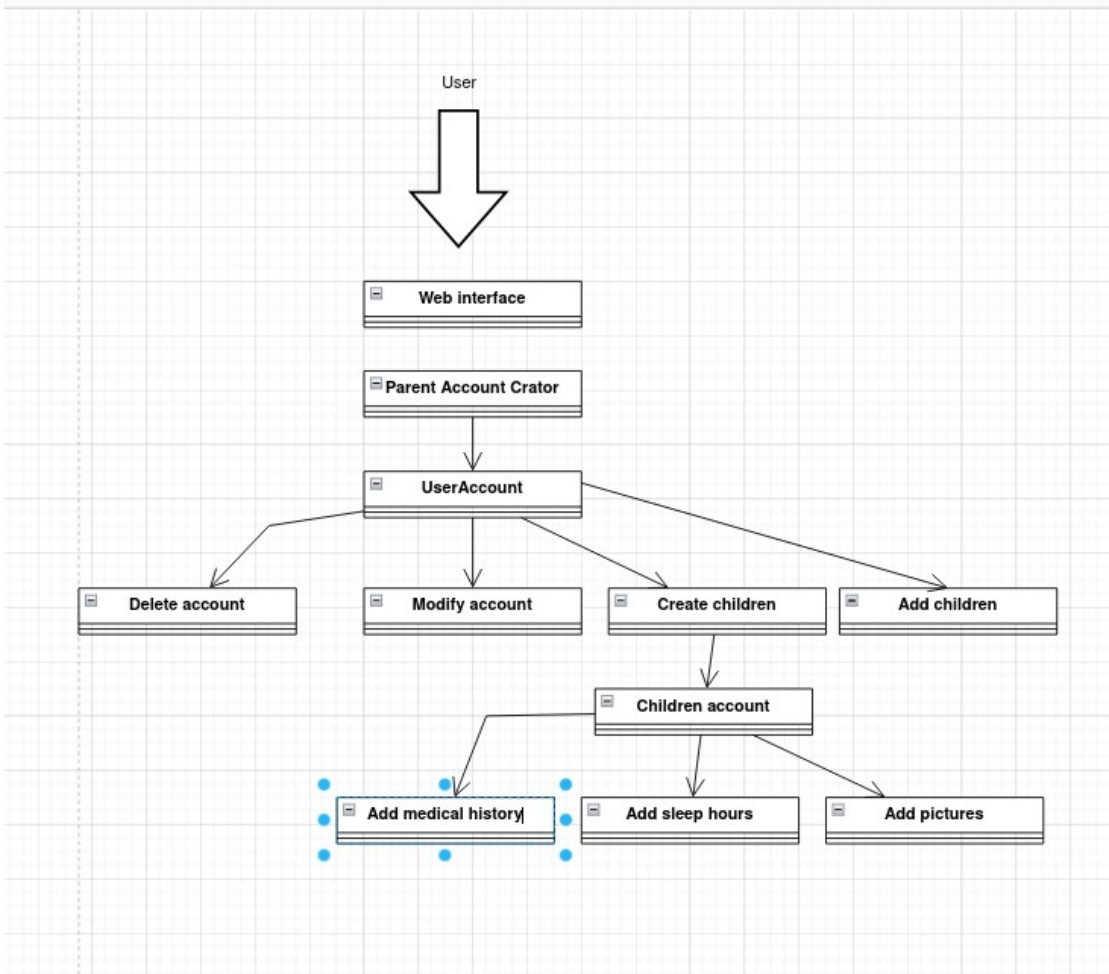 User
Web interface
Parent Account Crator
UserAccount
Delete account
Modify account
Create children
Add children
Children account
Add medical history
Add sleep hours
Add pictures